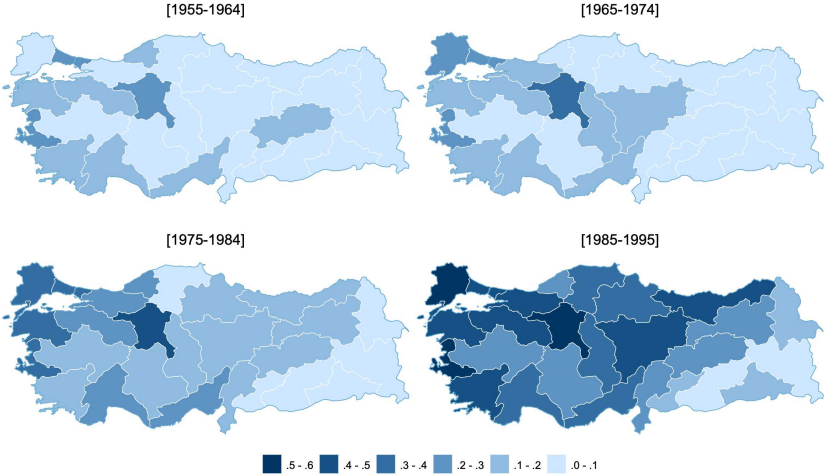 [1955-1964]
[1965-1974]
[1975-1984]
[1985-1995]
.5 - .6 .4 - .5 .3 - .4 .2 - .3 .1 - .2 .0 - .1